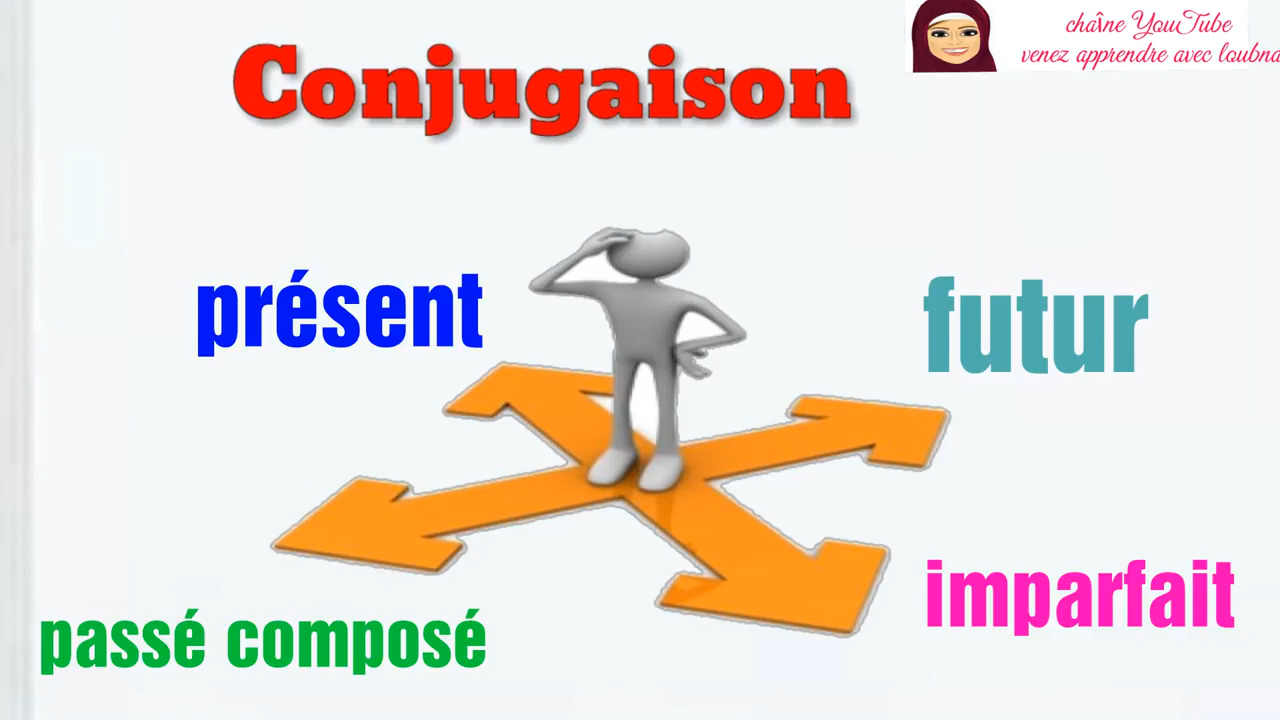 chaîne YouTube
venez apprendre avec loubna
Conjugaison
présent
futur
imparfait
passé composé